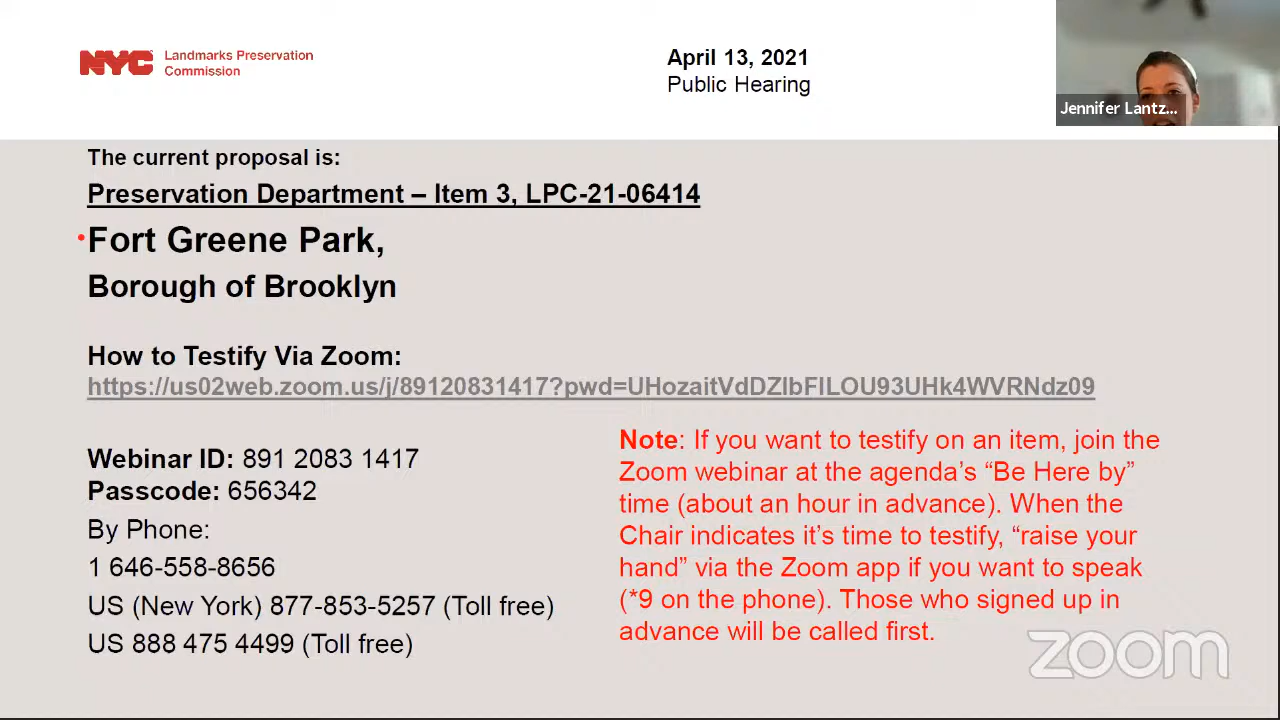 NYC Landmarks Preservation
Commission
April 13, 2021
Public Hearing
Jennifer Lantz...
The current proposal is:
Preservation Department – Item 3, LPC-21-06414
•Fort Greene Park,
Borough of Brooklyn
How to Testify Via Zoom:
https://us02web.zoom.us/j/89120831417?pwd=UHozaitVdDZIbFILOU93UHk4WVRNdz09
Webinar ID: 891 2083 1417
Passcode: 656342
By Phone:
1 646-558-8656
US (New York) 877-853-5257 (Toll free)
US 888 475 4499 (Toll free)
Note: If you want to testify on an item, join the
Zoom webinar at the agenda’s “Be Here by”
time (about an hour in advance). When the
Chair indicates it’s time to testify, “raise your
hand” via the Zoom app if you want to speak
(*9 on the phone). Those who signed up in
advance will be called first.
zoom